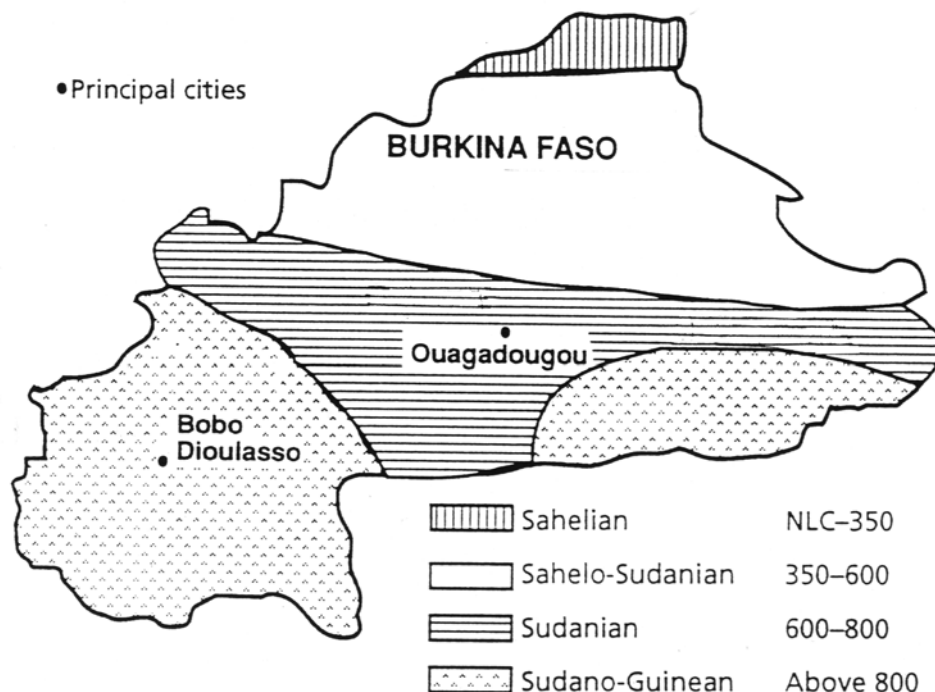 •Principal cities
BURKINA FASO
Ouagadougou
Bobo
Dioulasso
Sahelian NLC–350
Sahelo-Sudanian 350–600
Sudanian 600–800
Sudano-Guinean Above 800